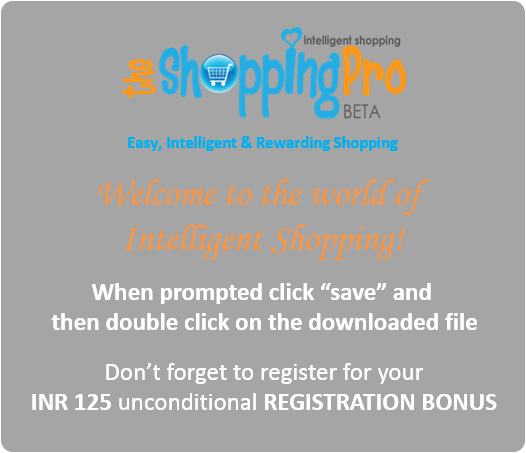 intelligent shopping
the ShoppingPro
BETA
Easy, Intelligent & Rewarding Shopping
Welcome to the world of
Intelligent Shopping!
When prompted click “save” and
then double click on the downloaded file
Don’t forget to register for your
INR 125 unconditional REGISTRATION BONUS